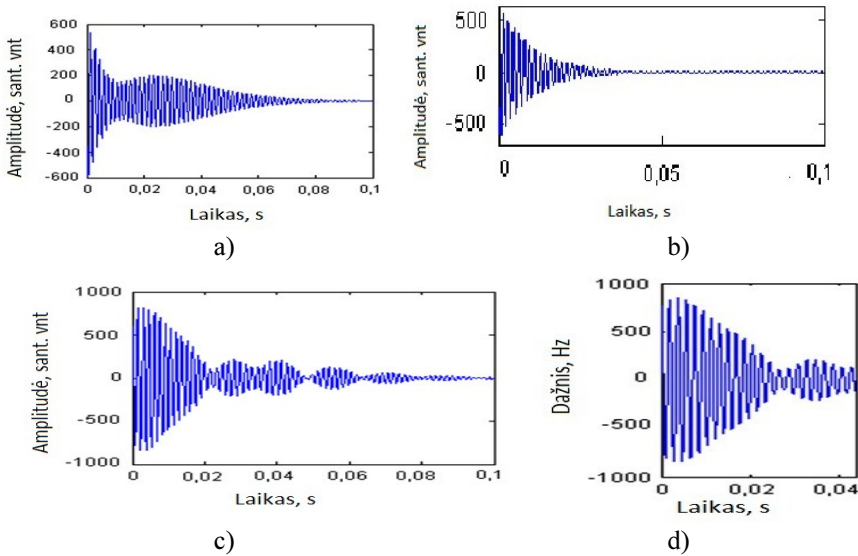 600
400
200
0
-200
-400
-600
Amplitudė, sant. vnt
0 0,02 0,04 0,06 0,08 0,1
Laikas, s
a)
500
0
-500
Amplitudė, sant. vnt
0 0,05 0,1
Laikas, s
b)
1000
500
0
-500
-1000
Amplitudė, sant. vnt
0 0,02 0,04 0,06 0,08 0,1
Laikas, s
c)
1000
500
0
-500
-1000
Dažnis, Hz
0 0,02 0,04
Laikas, s
d)